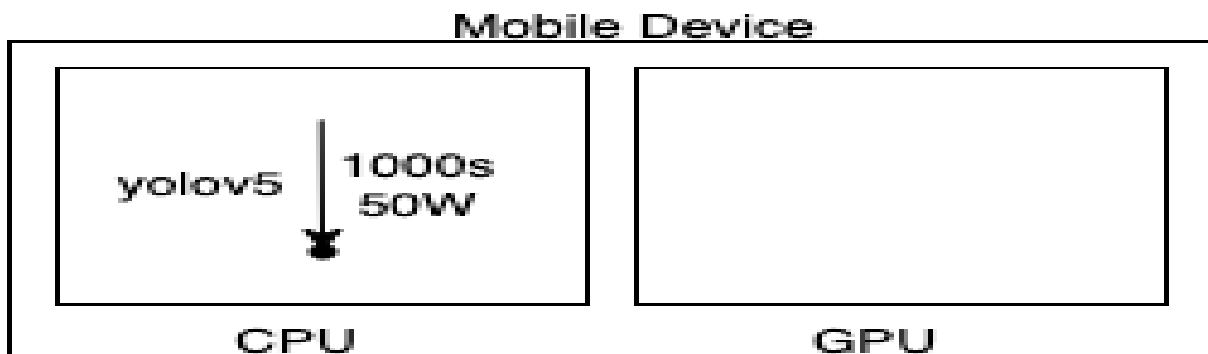 Mobile Device
yolov5
1000s
50W
CPU
GPU